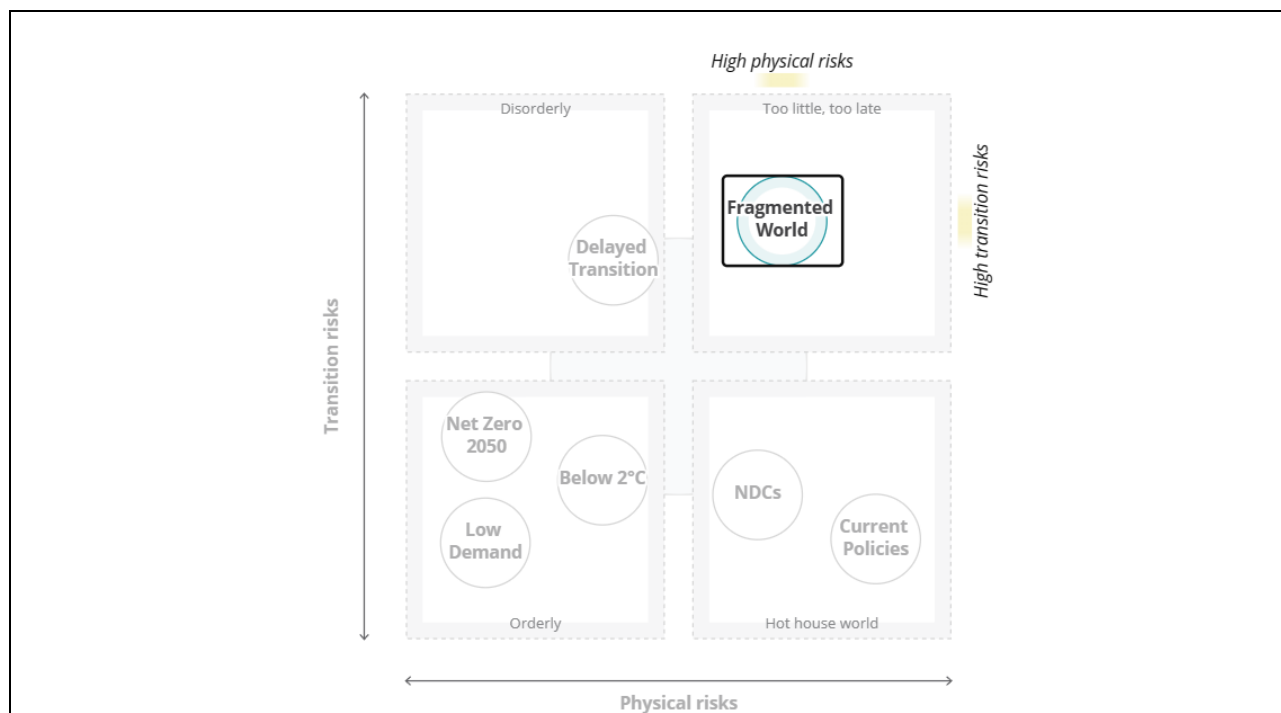 High physical risks
Disorderly
Too little, too late
High transition risks
Fragmented
World
Delayed
Transition
Transition risks
Net Zero
2050
Below 2°C
NDCs
Low
Demand
Current
Policies
Orderly
Hot house world
Physical risks